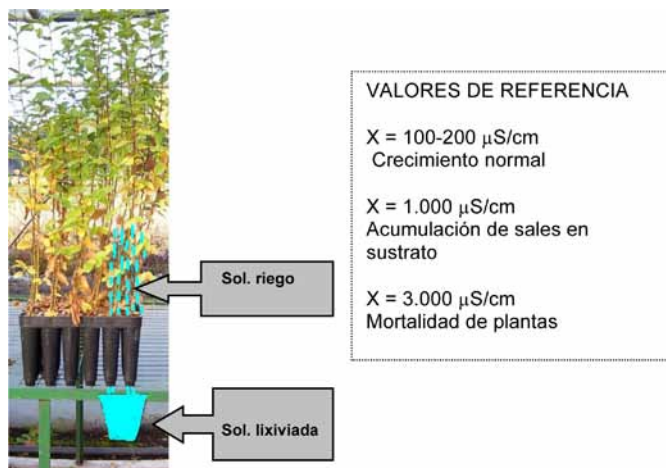 VALORES DE REFERENCIA
X = 100-200 µS/cm
Crecimiento normal
X = 1.000 µS/cm
Acumulación de sales en
sustrato
X = 3.000 µS/cm
Mortalidad de plantas
Sol. riego
Sol. lixiviada